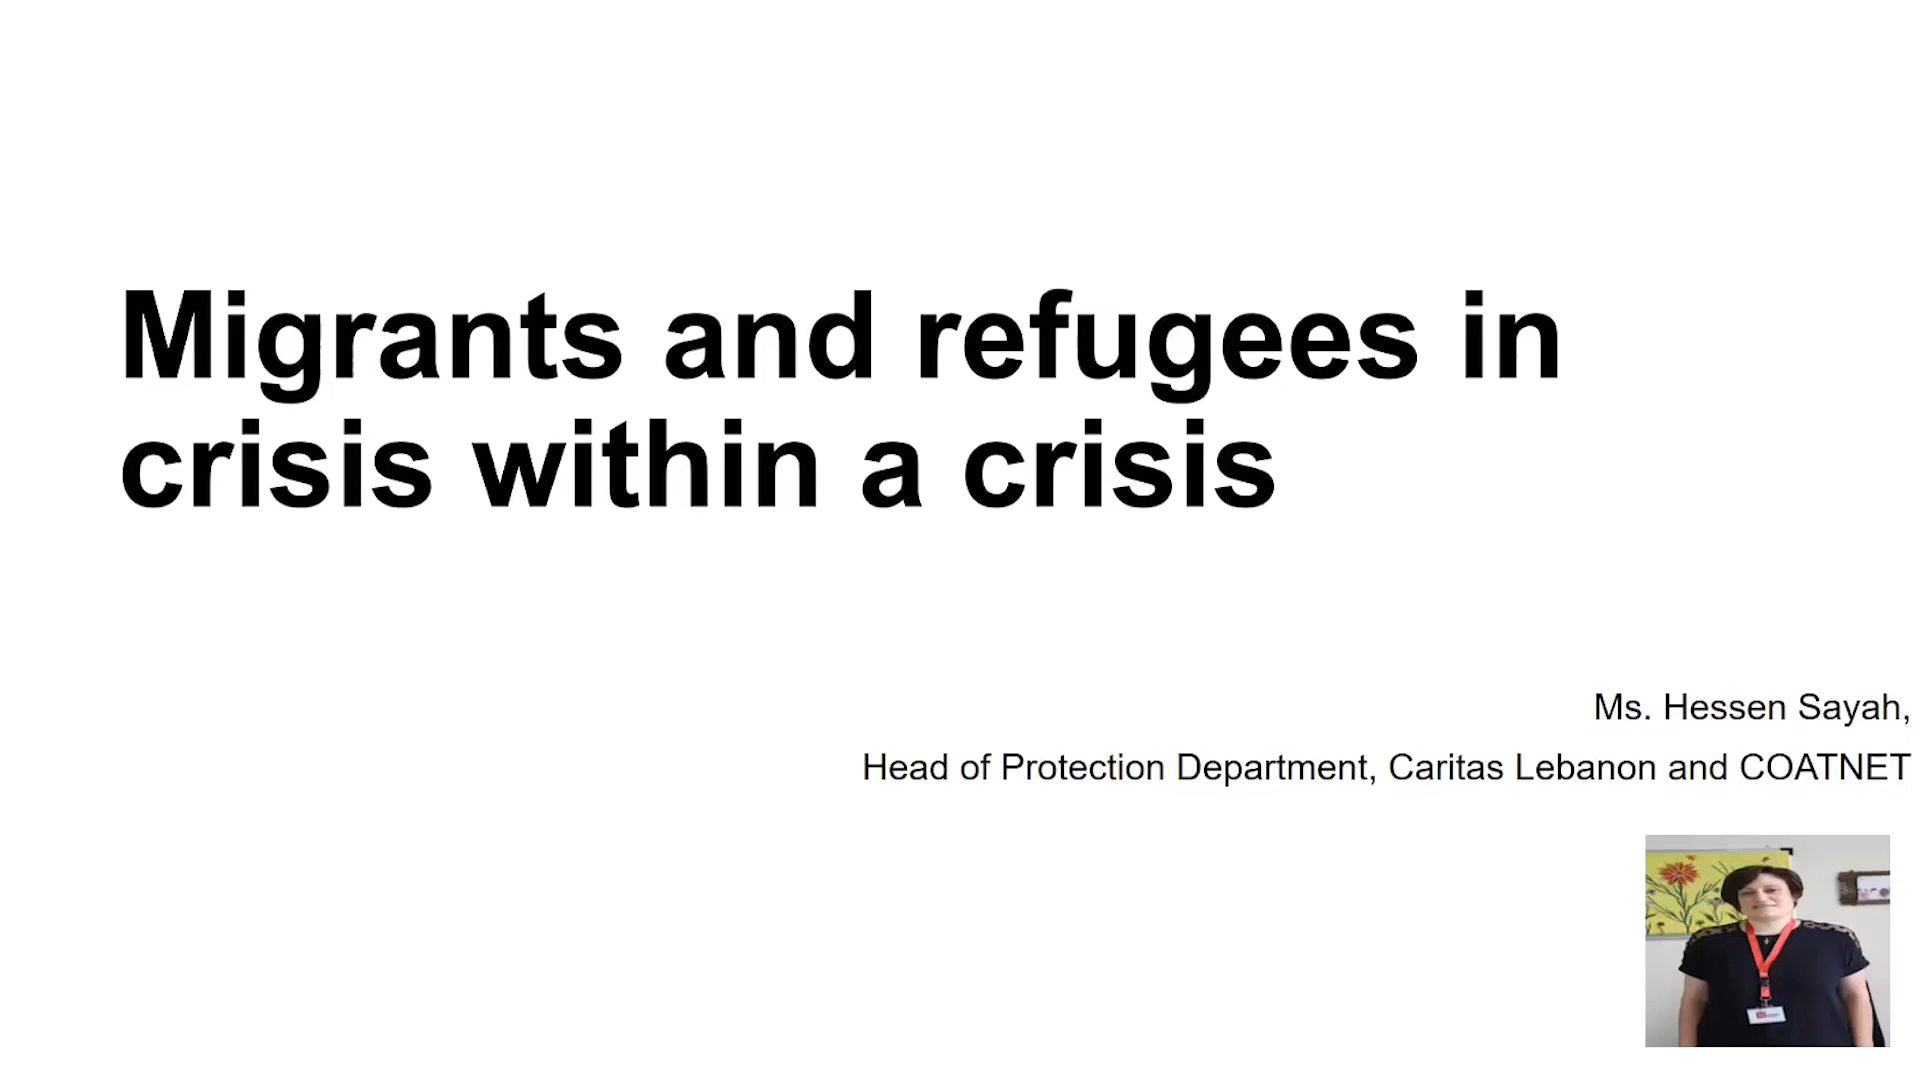 Migrants and refugees in
crisis within a crisis
Ms. Hessen Sayah,
Head of Protection Department, Caritas Lebanon and COATNET